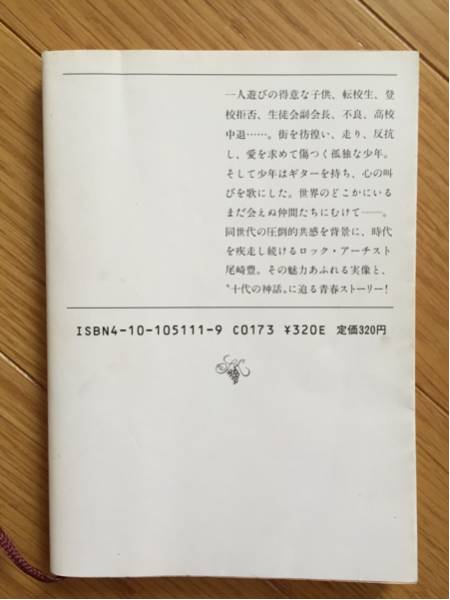 一人遊びの得意な子供、転校生、登
校拒否、生徒会副会長、不良、高校
中退……。街を彷徨い、走り、反抗
し、愛を求めて傷つく孤独な少年。
そして少年はギターを持ち、心の叫
びを歌にした。世界のどこかにいる
まだ会えぬ仲間たちにむけて――。
同世代の圧倒的共感を背景に、時代
を疾走し続けるロック・アーチスト
尾崎豊。その魅力あふれる実像と、
〝十代の神話〟に迫る青春ストーリー!
ISBN4-10-105111-9 C0173 ¥320E 定価320円